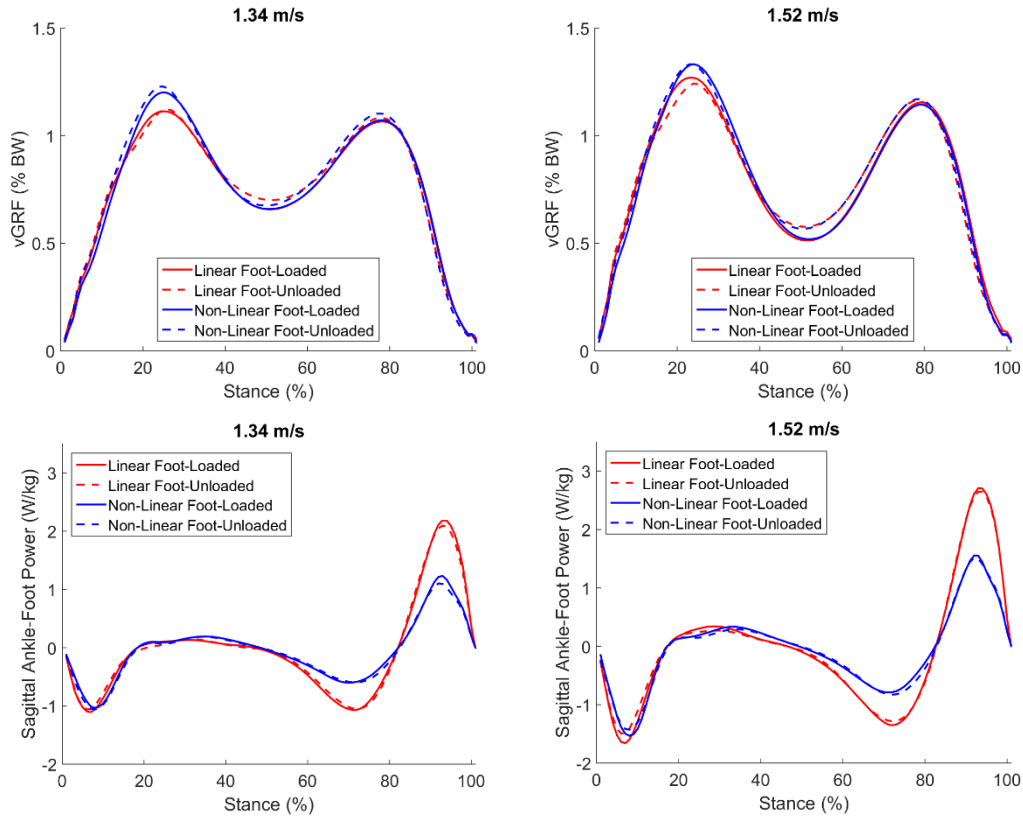 1.34 m/s
1.5
1
0.5
0
vGRF (% BW)
Linear Foot-Loaded
Linear Foot-Unloaded
Non-Linear Foot-Loaded
Non-Linear Foot-Unloaded
0 20 40 60 80 100
Stance (%)
1.52 m/s
1.5
1
0.5
0
vGRF (% BW)
Linear Foot-Loaded
Linear Foot-Unloaded
Non-Linear Foot-Loaded
Non-Linear Foot-Unloaded
0 20 40 60 80 100
Stance (%)
1.34 m/s
3
2
1
0
-1
-2
Sagittal Ankle-Foot Power (W/kg)
Linear Foot-Loaded
Linear Foot-Unloaded
Non-Linear Foot-Loaded
Non-Linear Foot-Unloaded
0 20 40 60 80 100
Stance (%)
1.52 m/s
3
2
1
0
-1
-2
Sagittal Ankle-Foot Power (W/kg)
Linear Foot-Loaded
Linear Foot-Unloaded
Non-Linear Foot-Loaded
Non-Linear Foot-Unloaded
0 20 40 60 80 100
Stance (%)